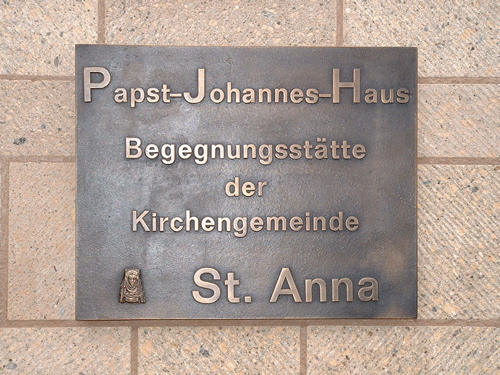 Papst-Johannes-Haus
Begegnungsstätte
der
Kirchengemeinde
St. Anna